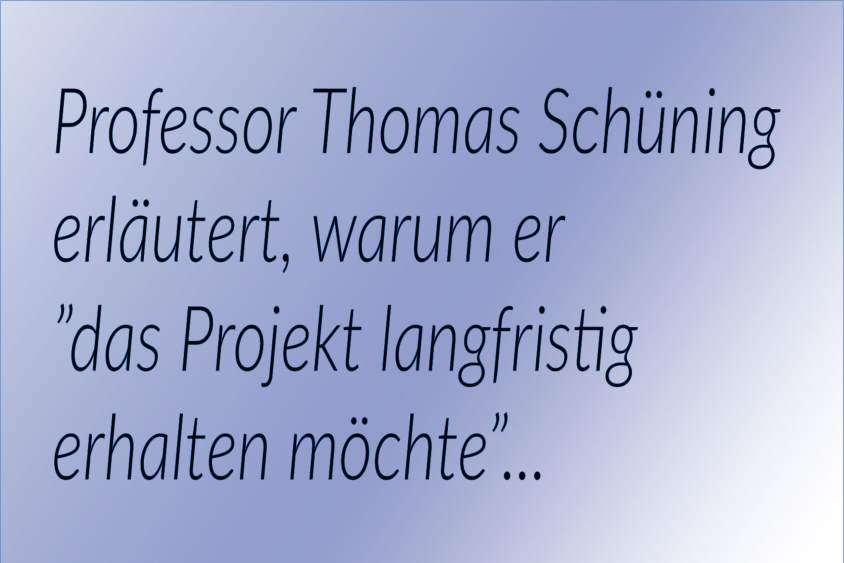 Professor Thomas Schüning
erläutert, warum er
”das Projekt langfristig
erhalten möchte”...